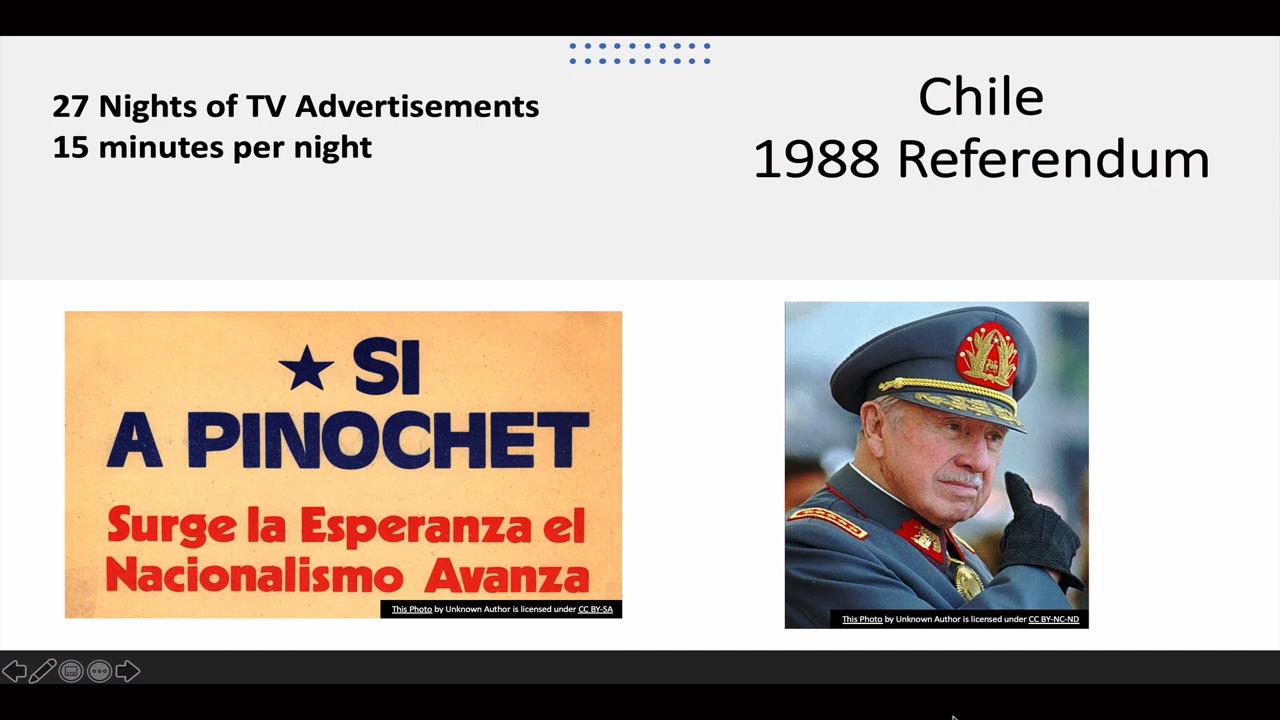 27 Nights of TV Advertisements
15 minutes per night
Chile
1988 Referendum
SI
A PINOCHET
Surge la Esperanza el
Nacionalismo Avanza
This Photo by Unknown Author is licensed under CC BY-SA
This Photo by Unknown Author is licensed under CC BY-NC-ND